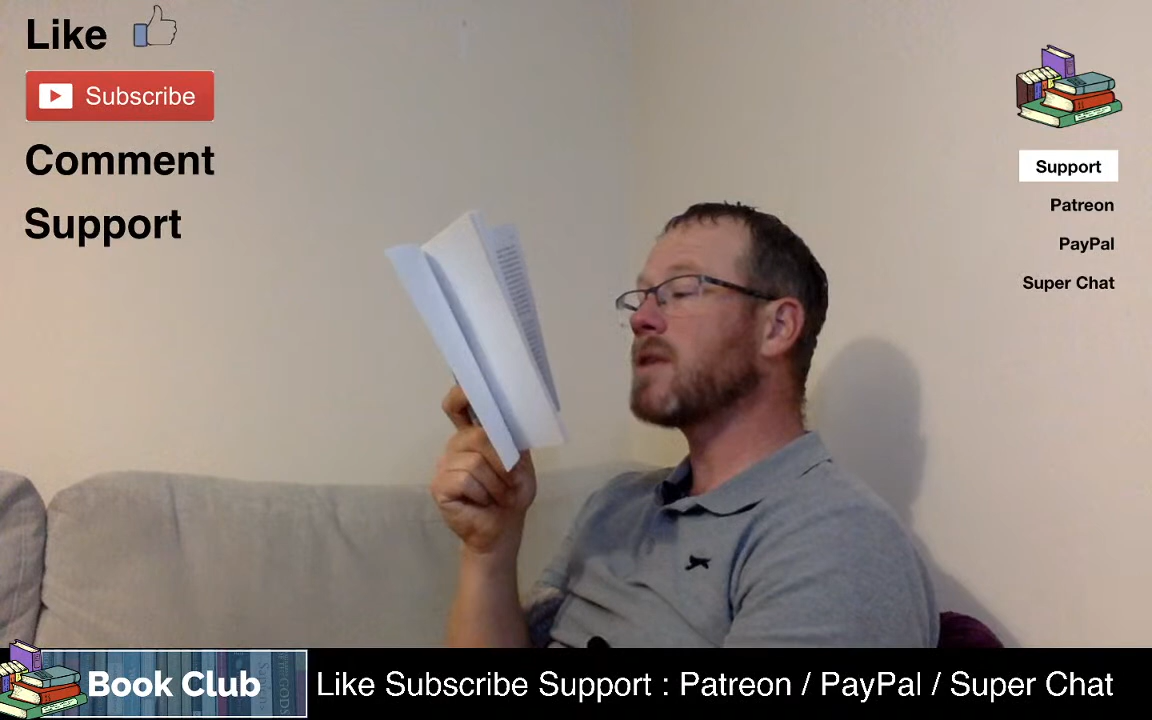 Like
Subscribe
Comment
Support
Support
Patreon
PayPal
Super Chat
Book Club
Like Subscribe Support : Patreon / PayPal / Super Chat